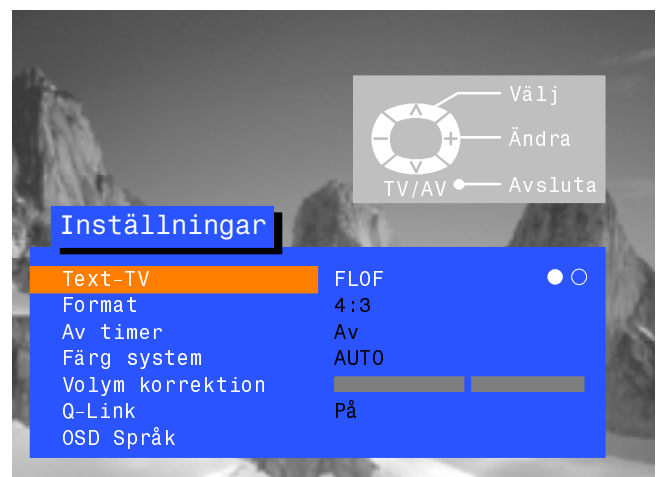 Välj
Ändra
TV/AV Avsluta
Inställningar
Text-TV FLOF
Format 4:3
Av timer Av
Färg system AUTO
Volym korrektion
Q-Link På
OSD Språk